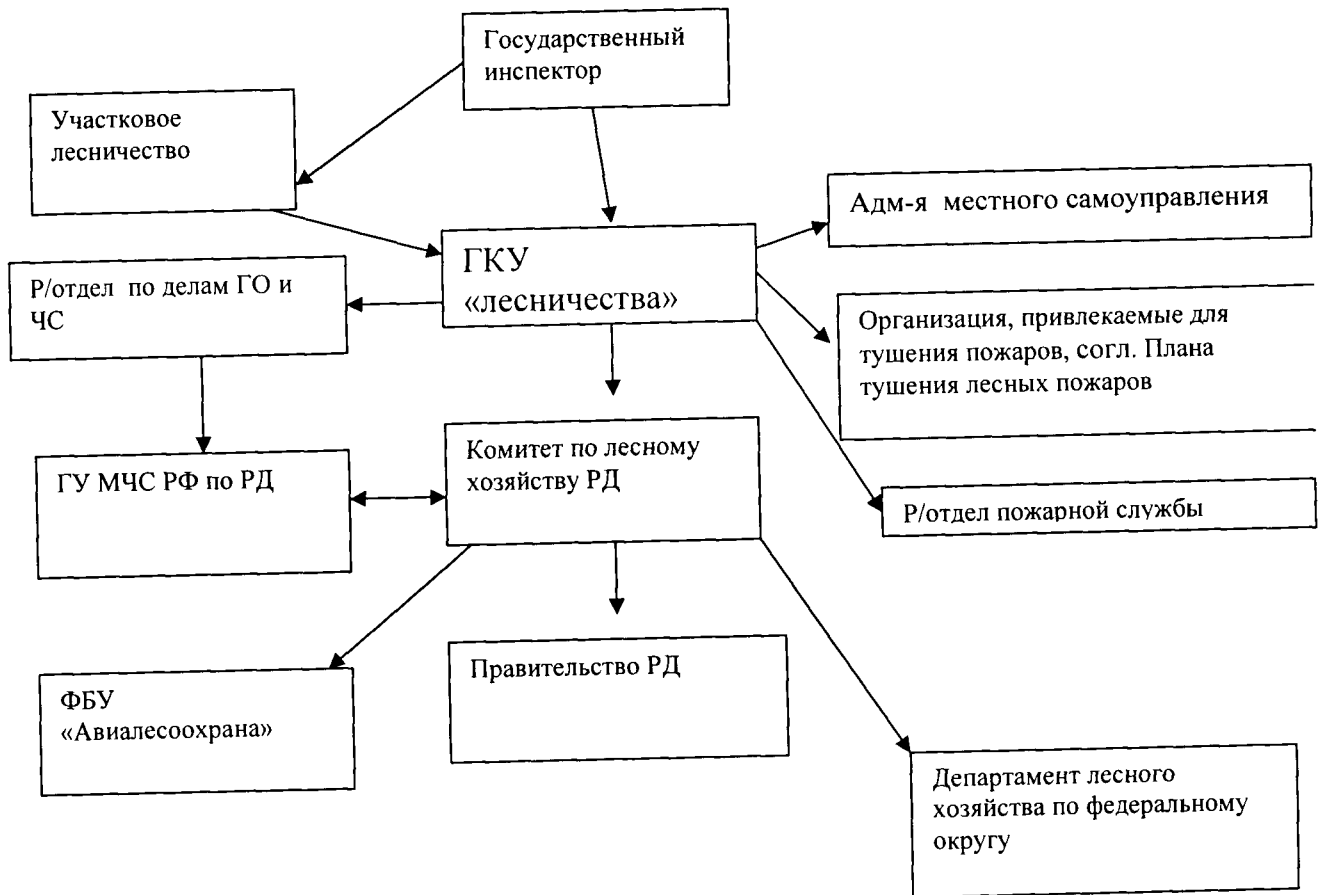 Государственный
инспектор
Участковое
лесничество
Адм-я местного самоуправления
ГКУ
«лесничества»
Р/отдел по делам ГО и
ЧС
Организация, привлекаемые для
тушения пожаров, согл. Плана
тушения лесных пожаров
Комитет по лесному
хозяйству РД
ГУ МЧС РФ по РД
Р/отдел пожарной службы
Правительство РД
ФБУ
«Авиалесоохрана»
Департамент лесного
хозяйства по федеральному
округу